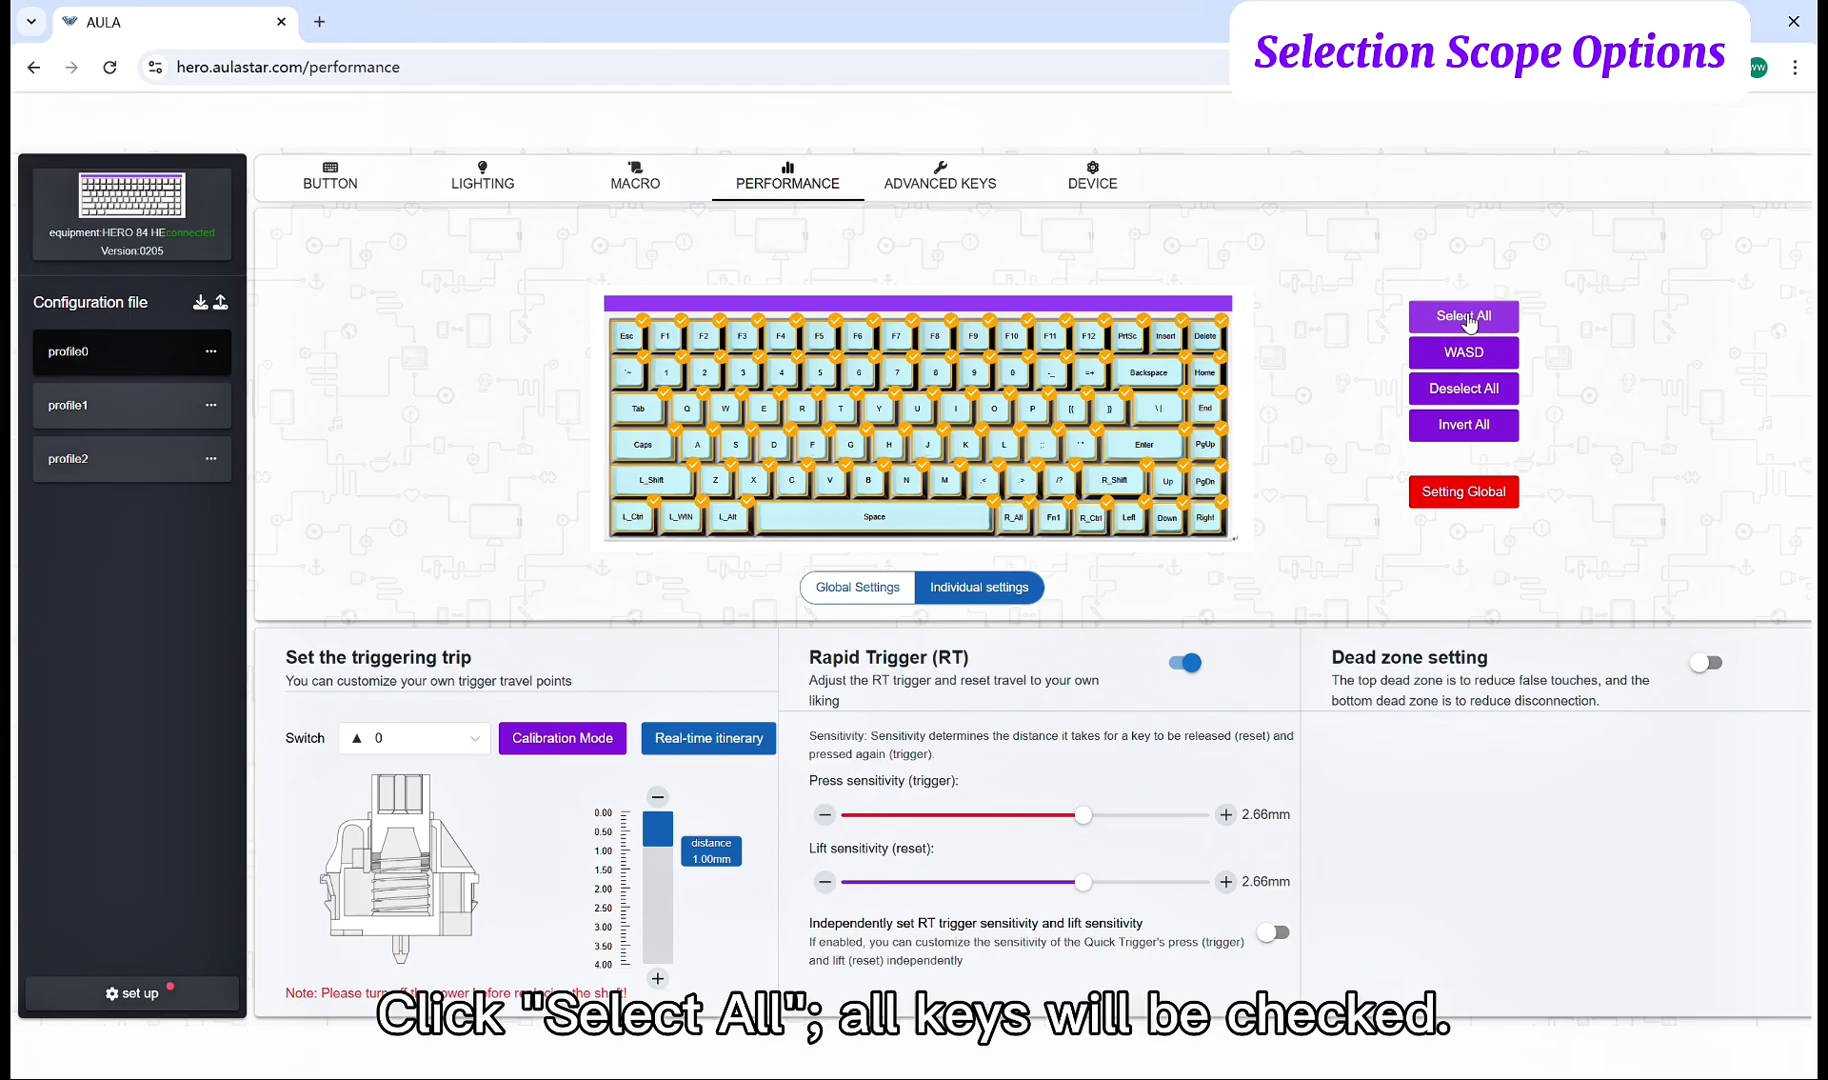 AULA
Selection Scope Options
hero.aulastar.com/performance
WW
BUTTON
LIGHTING
MACRO
PERFORMANCE
ADVANCED KEYS
DEVICE
equipment:HERO 84 HEconnected
Version:0205
Configuration file
profile0
profile1
profile2
Esc F1 F2 F3 F4 F5 F6 F7 F8 F9 F10 F11 F12 PrtSc Insert Delete
`~ 1 2 3 4 5 6 7 8 9 0 -_ =+ Backspace Home
Tab Q W E R T Y U I O P [{ ]} \| End
Caps A S D F G H J K L ;: '" Enter PgUp
L_Shift Z X C V B N M ,< .> /? R_Shift Up PgDn
L_Ctrl L_WIN L_Alt Space R_Alt Fn1 R_Ctrl Left Down Right
Select All
WASD
Deselect All
Invert All
Setting Global
Global Settings
Individual settings
Set the triggering trip
You can customize your own trigger travel points
Switch
▲ 0
Calibration Mode
Real-time itinerary
0.00
0.50
1.00
1.50
2.00
2.50
3.00
3.50
4.00
distance
1.00mm
Rapid Trigger (RT)
Adjust the RT trigger and reset travel to your own
liking
Sensitivity: Sensitivity determines the distance it takes for a key to be released (reset) and
pressed again (trigger).
Press sensitivity (trigger):
2.66mm
Lift sensitivity (reset):
2.66mm
Independently set RT trigger sensitivity and lift sensitivity
If enabled, you can customize the sensitivity of the Quick Trigger's press (trigger)
and lift (reset) independently
Dead zone setting
The top dead zone is to reduce false touches, and the
bottom dead zone is to reduce disconnection.
set up
Note: Please turn off the power before replacing the shaft!
Click "Select All"; all keys will be checked.